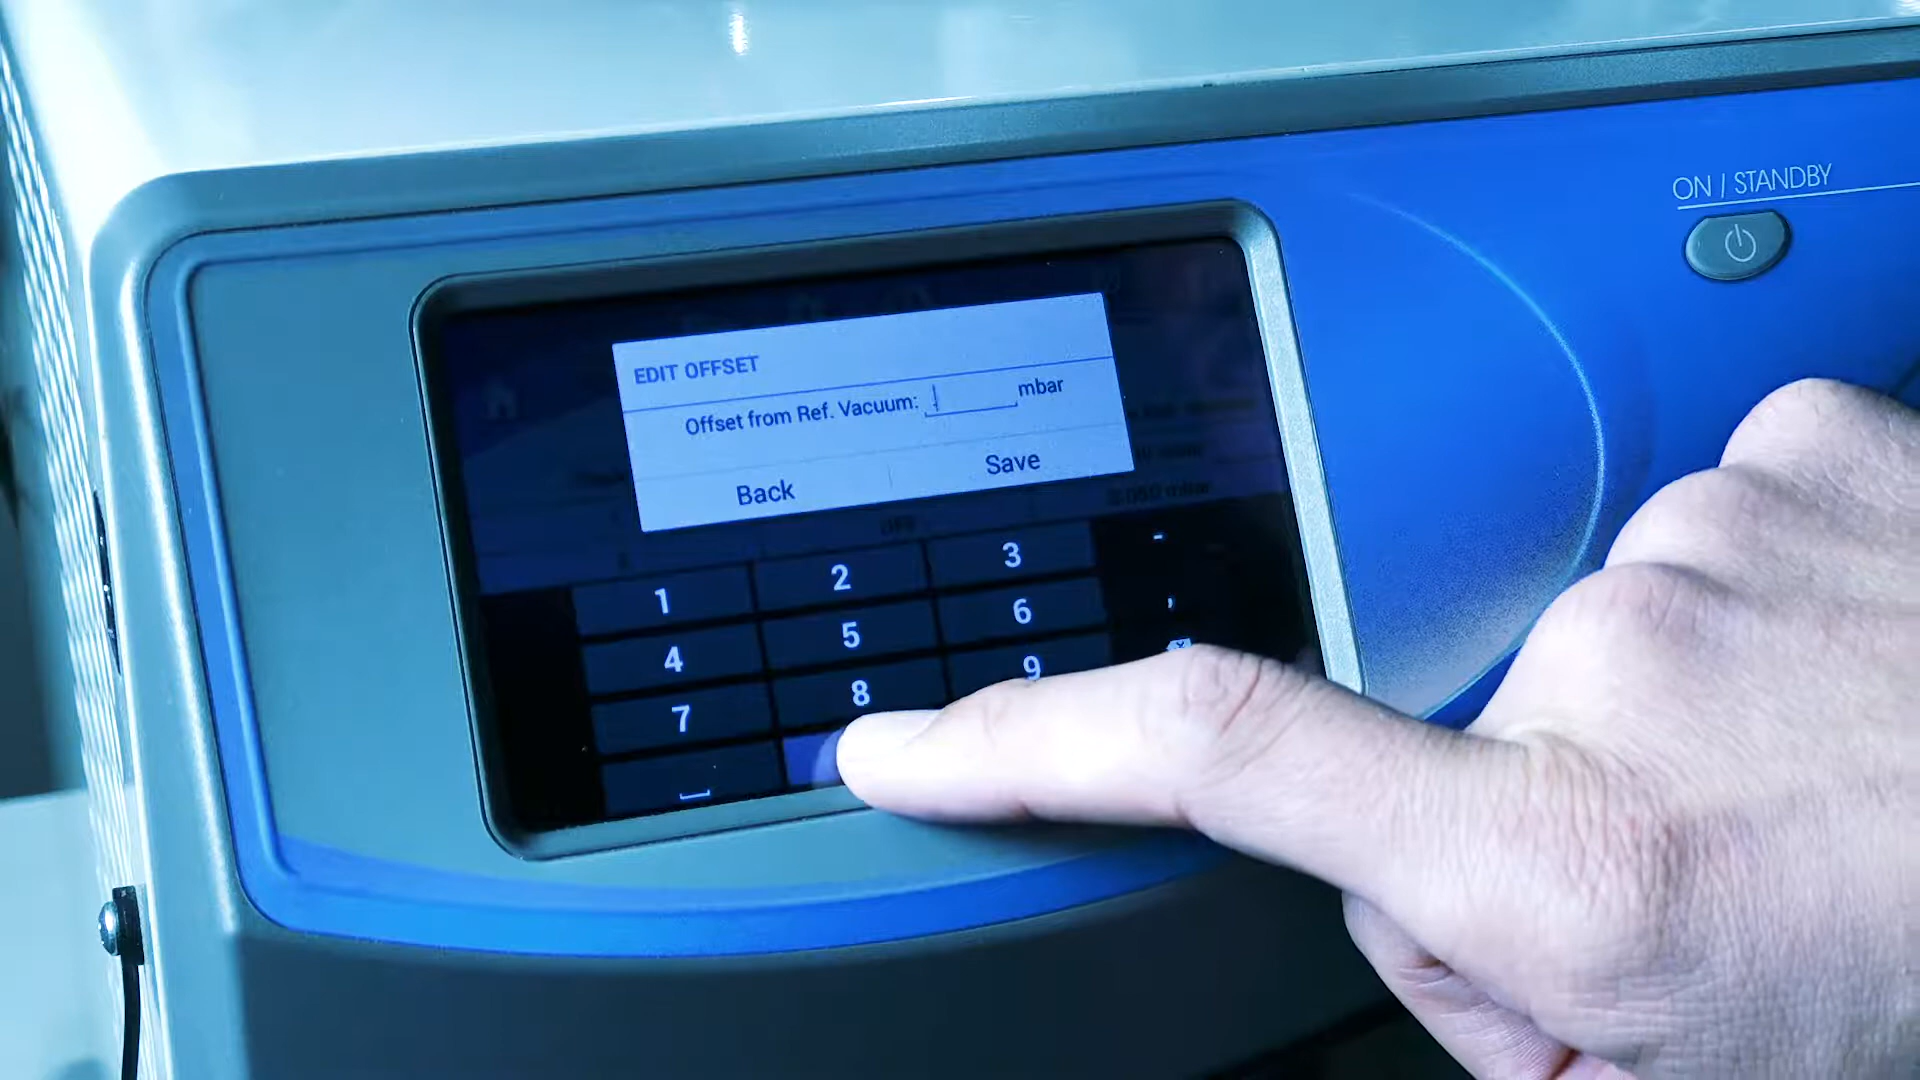 ON / STANDBY
EDIT OFFSET
Offset from Ref. Vacuum: mbar
Back Save
1 2 3 -
4 5 6 ,
7 8 9